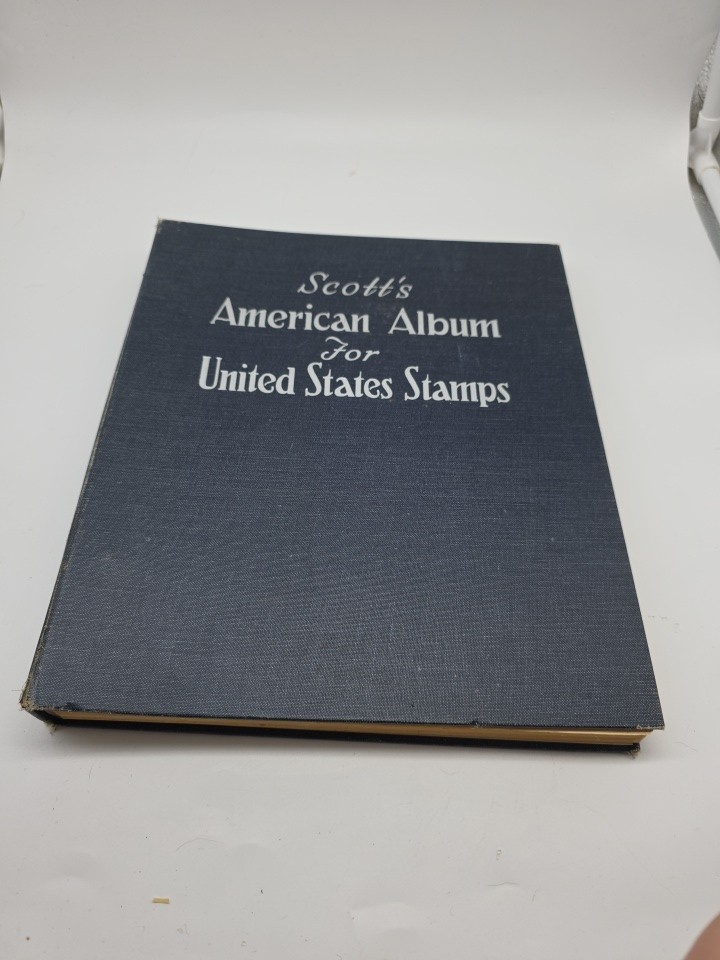 Scott's
American Album
For
United States Stamps